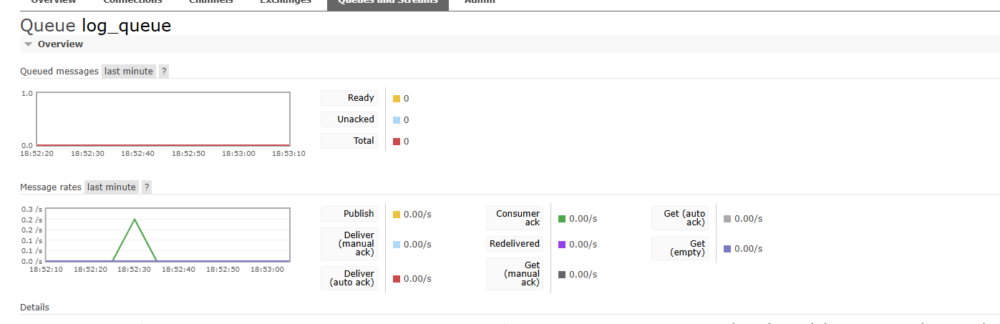 Overview Connections Channels Exchanges Queues and Streams Admin
Queue log_queue
Overview
Queued messages last minute ?
1.0
0.0
18:52:20 18:52:30 18:52:40 18:52:50 18:53:00 18:53:10
Ready 0
Unacked 0
Total 0
Message rates last minute ?
0.3 /s
0.2 /s
0.2 /s
0.1 /s
0.1 /s
0.0 /s
18:52:10 18:52:20 18:52:30 18:52:40 18:52:50 18:53:00
Publish 0.00/s
Deliver
(manual
ack)
0.00/s
Deliver
(auto ack)
0.00/s
Consumer
ack
0.00/s
Redelivered 0.00/s
Get
(manual
ack)
0.00/s
Get (auto
ack)
0.00/s
Get
(empty)
0.00/s
Details